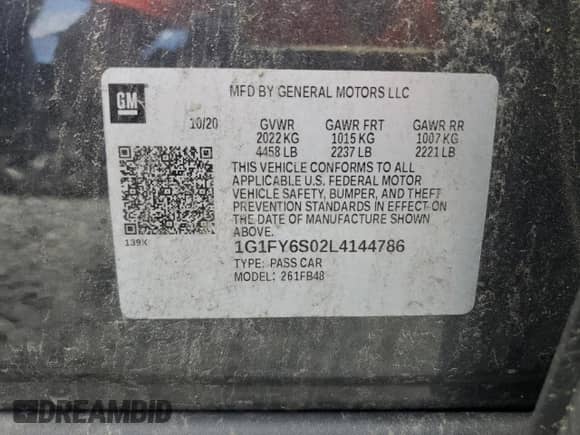 GM
MFD BY GENERAL MOTORS LLC
10/20 GVWR GAWR FRT GAWR RR
2022 KG 1015 KG 1007 KG
4458 LB 2237 LB 2221 LB
THIS VEHICLE CONFORMS TO ALL
APPLICABLE U.S. FEDERAL MOTOR
VEHICLE SAFETY, BUMPER, AND THEFT
PREVENTION STANDARDS IN EFFECT ON
THE DATE OF MANUFACTURE SHOWN
ABOVE.
139X
1G1FY6S02L4144786
TYPE: PASS CAR
MODEL: 261FB48
DREAMBID